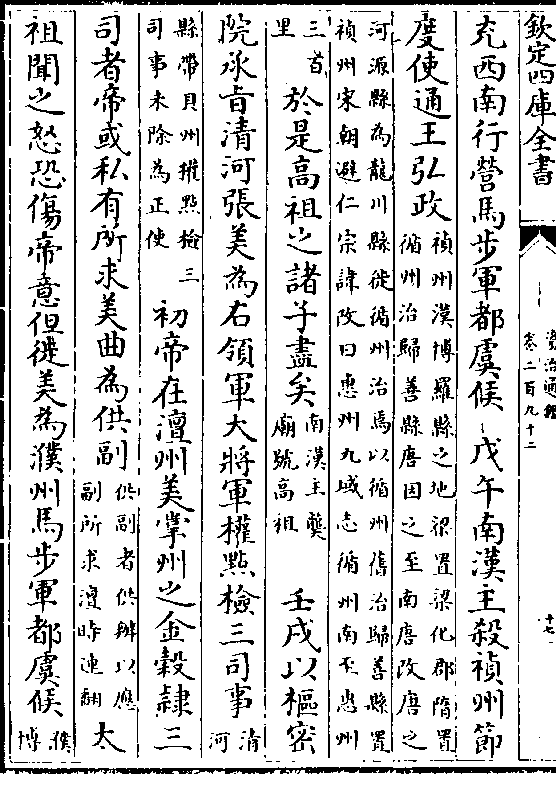 欽定四庫全書
資治通鑑
卷二百九十二
十七
充西南行營馬步軍都虞候 戊午南漢主殺禎州節
度使通王弘政
禎州漢博羅縣之地梁置梁化郡隋置
循州治歸善縣唐因之至南唐改唐之
河源縣為龍川縣徙循州治焉以循州舊治歸善縣置
禎州宋朝避仁宗諱改曰惠州九域志循州南至惠州
三百
里
於是高祖之諸子盡矣
南漢主龑
廟號高祖
壬戌以樞密
院承旨清河張美為右領軍大將軍權點檢三司事
清
河
縣帶貝州權點檢三
司事未除為正使
初帝在澶州美掌州之金穀隷三
司者帝或私有所求美曲為供副
供副者供辦以應
副所求澶時連翻
太
祖聞之怒恐傷帝意但徙美為濮州馬步軍都虞候
濮
博